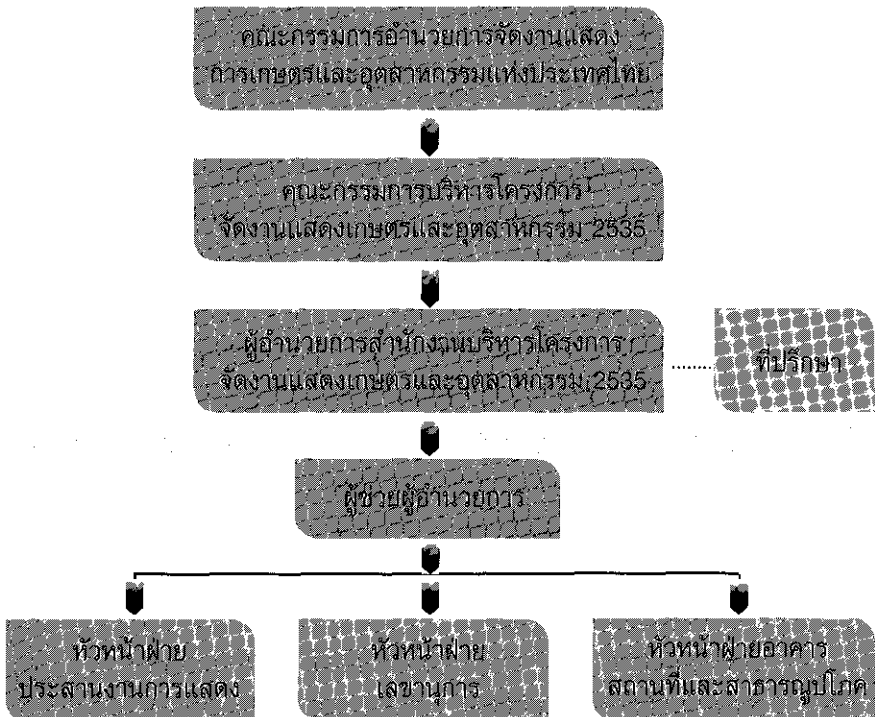 คณะกรรมการอำนวยการจัดงานแสดง
การเกษตรและอุตสาหกรรมแห่งประเทศไทย
คณะกรรมการบริหารโครงการ
จัดงานแสดงเกษตรและอุตสาหกรรม 2535
ผู้อำนวยการสำนักงานบริหารโครงการ
จัดงานแสดงเกษตรและอุตสาหกรรม 2535
ที่ปรึกษา
ผู้ช่วยผู้อำนวยการ
หัวหน้าฝ่าย
ประสานงานการแสดง
หัวหน้าฝ่าย
เลขานุการ
หัวหน้าฝ่ายอาคาร
สถานที่และสาธารณูปโภค